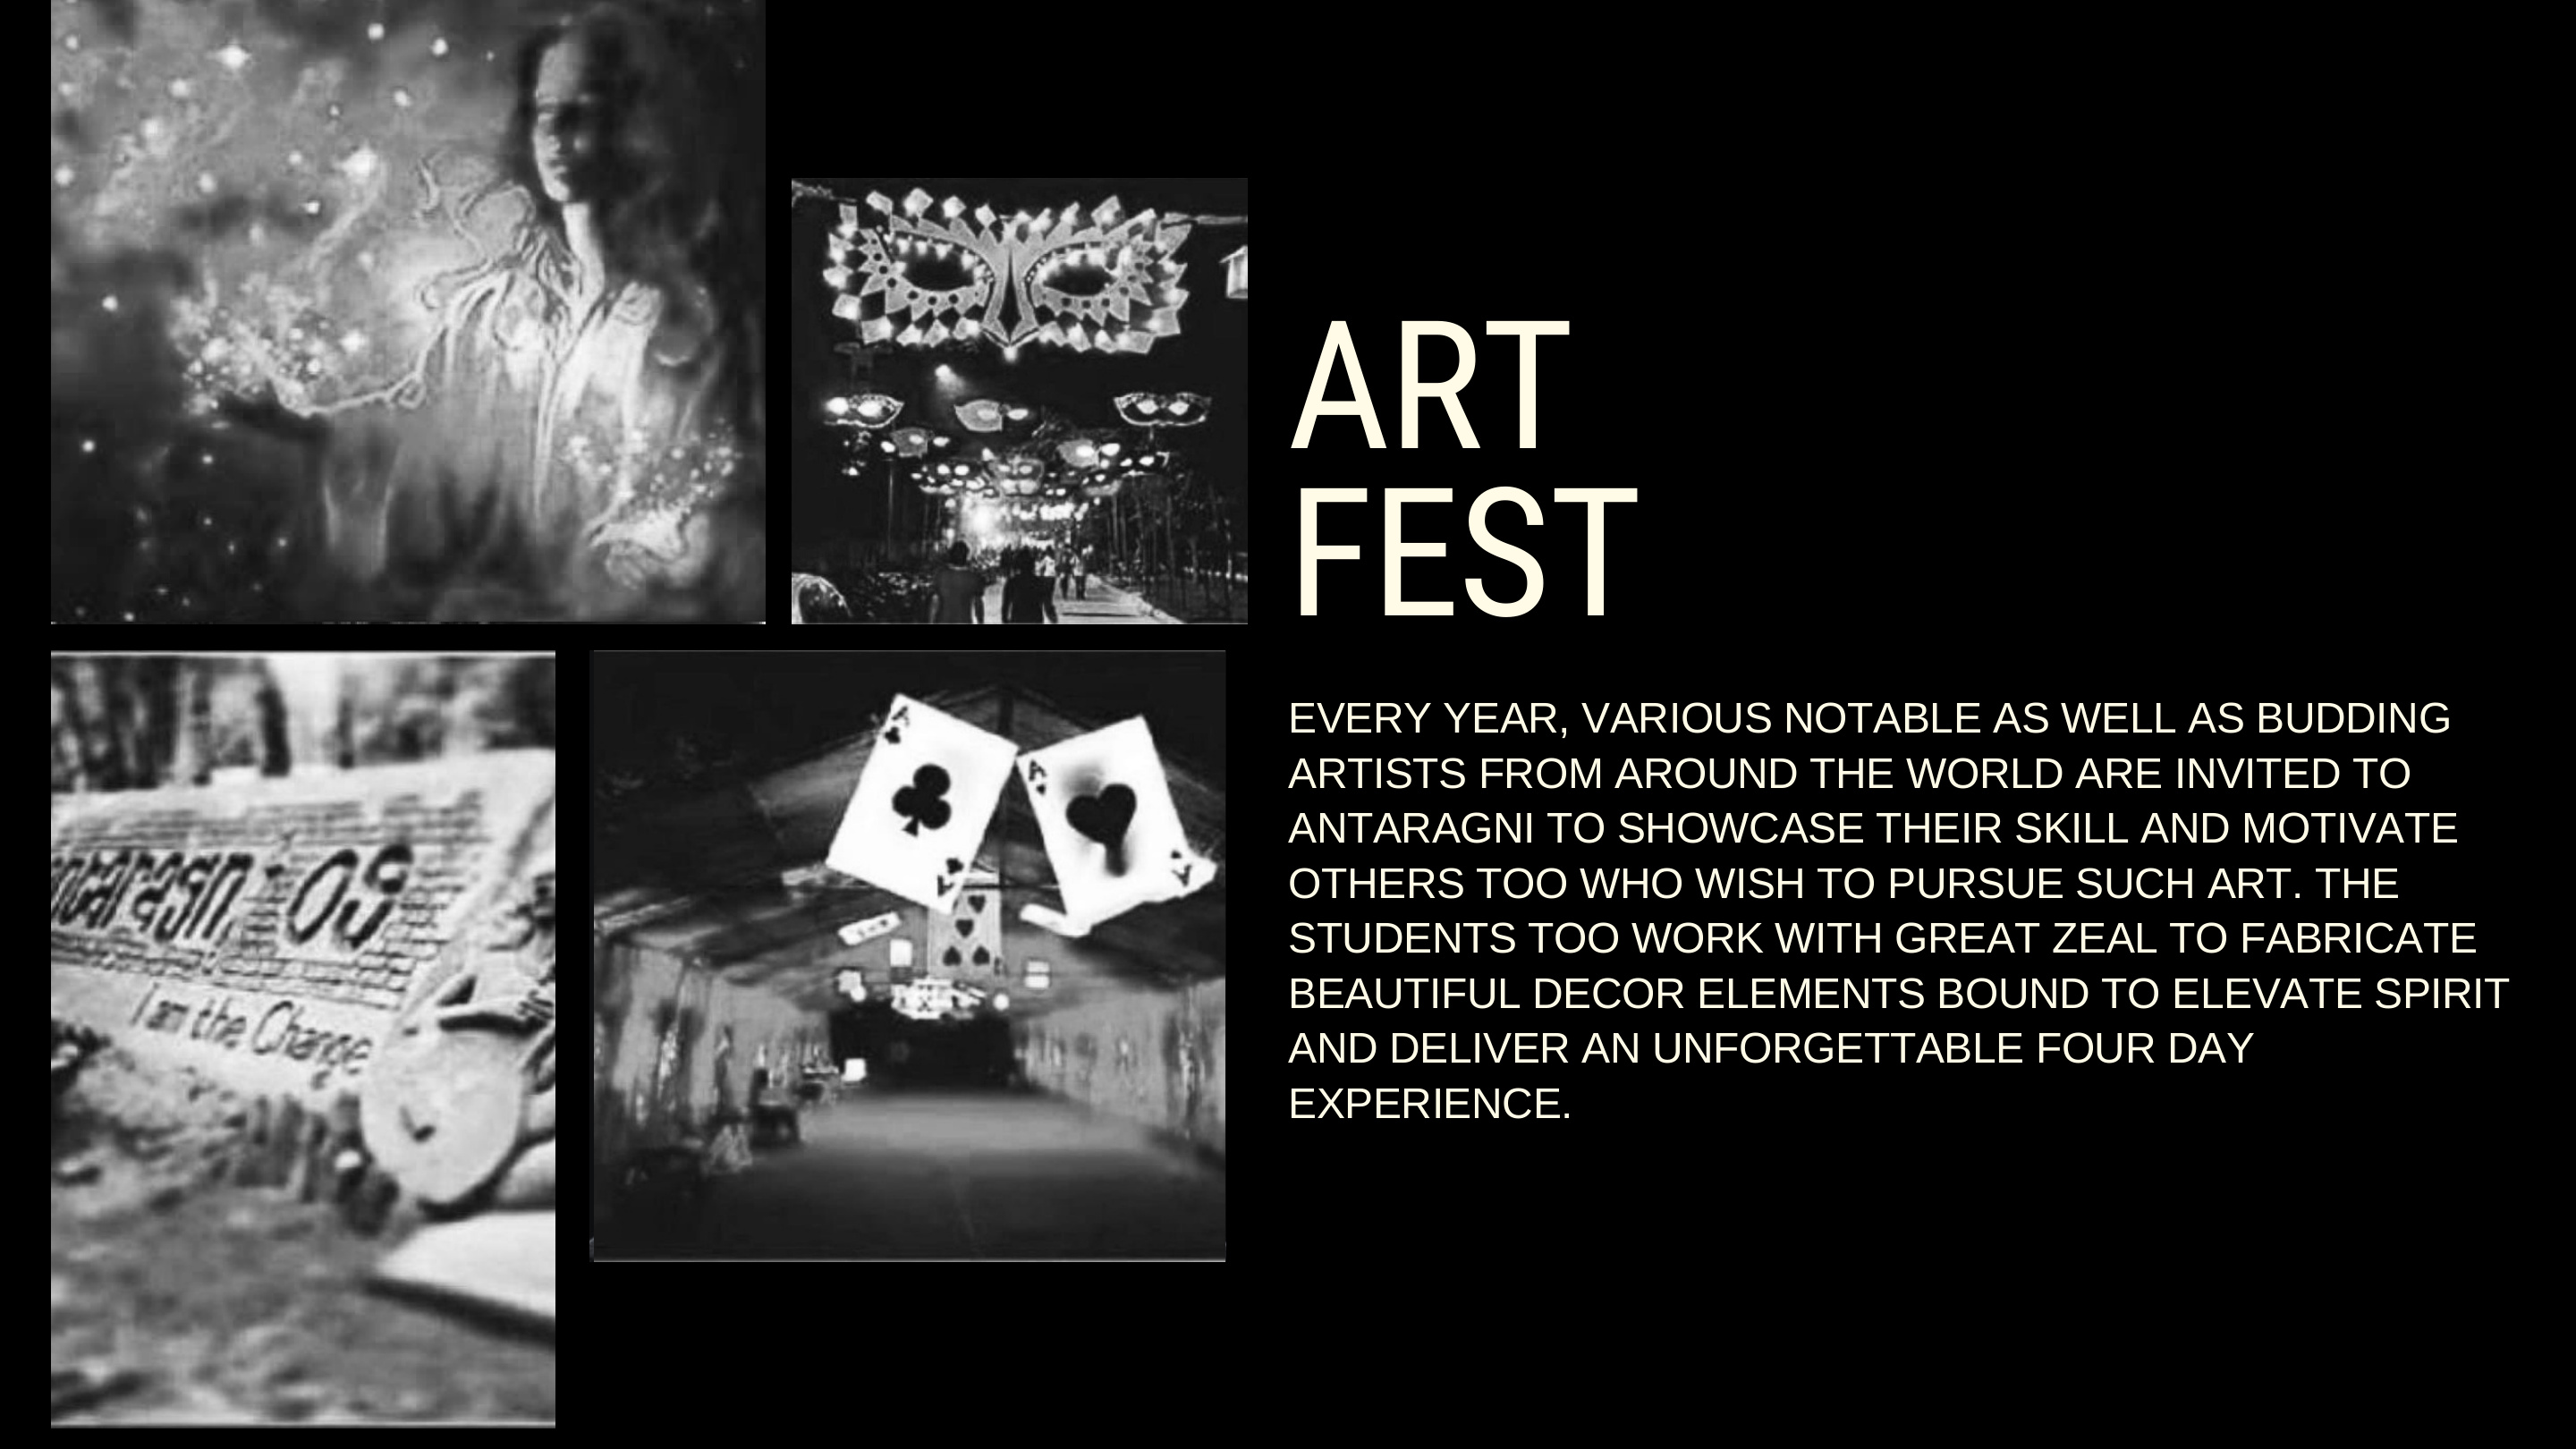 ART
FEST
EVERY YEAR, VARIOUS NOTABLE AS WELL AS BUDDING
ARTISTS FROM AROUND THE WORLD ARE INVITED TO
ANTARAGNI TO SHOWCASE THEIR SKILL AND MOTIVATE
OTHERS TOO WHO WISH TO PURSUE SUCH ART. THE
STUDENTS TOO WORK WITH GREAT ZEAL TO FABRICATE
BEAUTIFUL DECOR ELEMENTS BOUND TO ELEVATE SPIRIT
AND DELIVER AN UNFORGETTABLE FOUR DAY
EXPERIENCE.
A
A
A
A
I am the Change